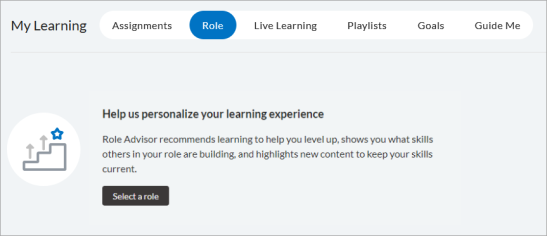 My Learning Assignments Role Live Learning Playlists Goals Guide Me
Help us personalize your learning experience
Role Advisor recommends learning to help you level up, shows you what skills
others in your role are building, and highlights new content to keep your skills
current.
Select a role